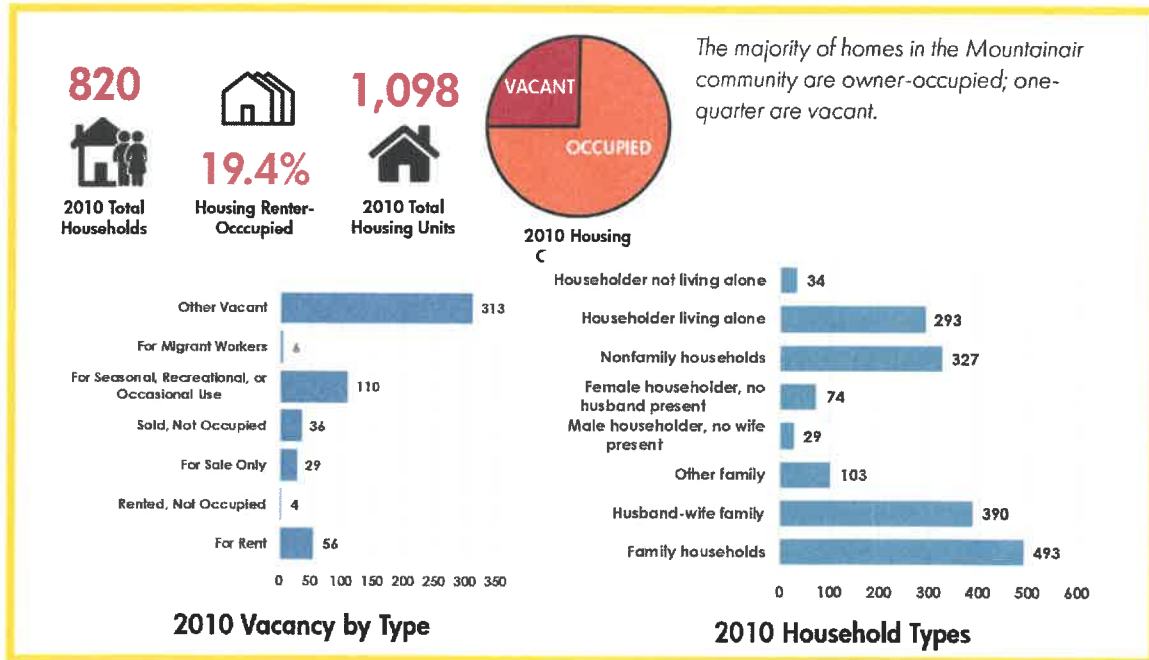 820
2010 Total
Households
19.4%
Housing Renter-
Occcupied
1,098
2010 Total
Housing Units
VACANT
OCCUPIED
2010 Housing
C
The majority of homes in the Mountainair
community are owner-occupied; one-
quarter are vacant.
Other Vacant 313
For Migrant Workers 6
For Seasonal, Recreational, or
Occasional Use 110
Sold, Not Occupied 36
For Sale Only 29
Rented, Not Occupied 4
For Rent 56
0 50 100 150 200 250 300 350
2010 Vacancy by Type
Householder not living alone 34
Householder living alone 293
Nonfamily households 327
Female householder, no
husband present 74
Male householder, no wife
present 29
Other family 103
Husband-wife family 390
Family households 493
0 100 200 300 400 500 600
2010 Household Types